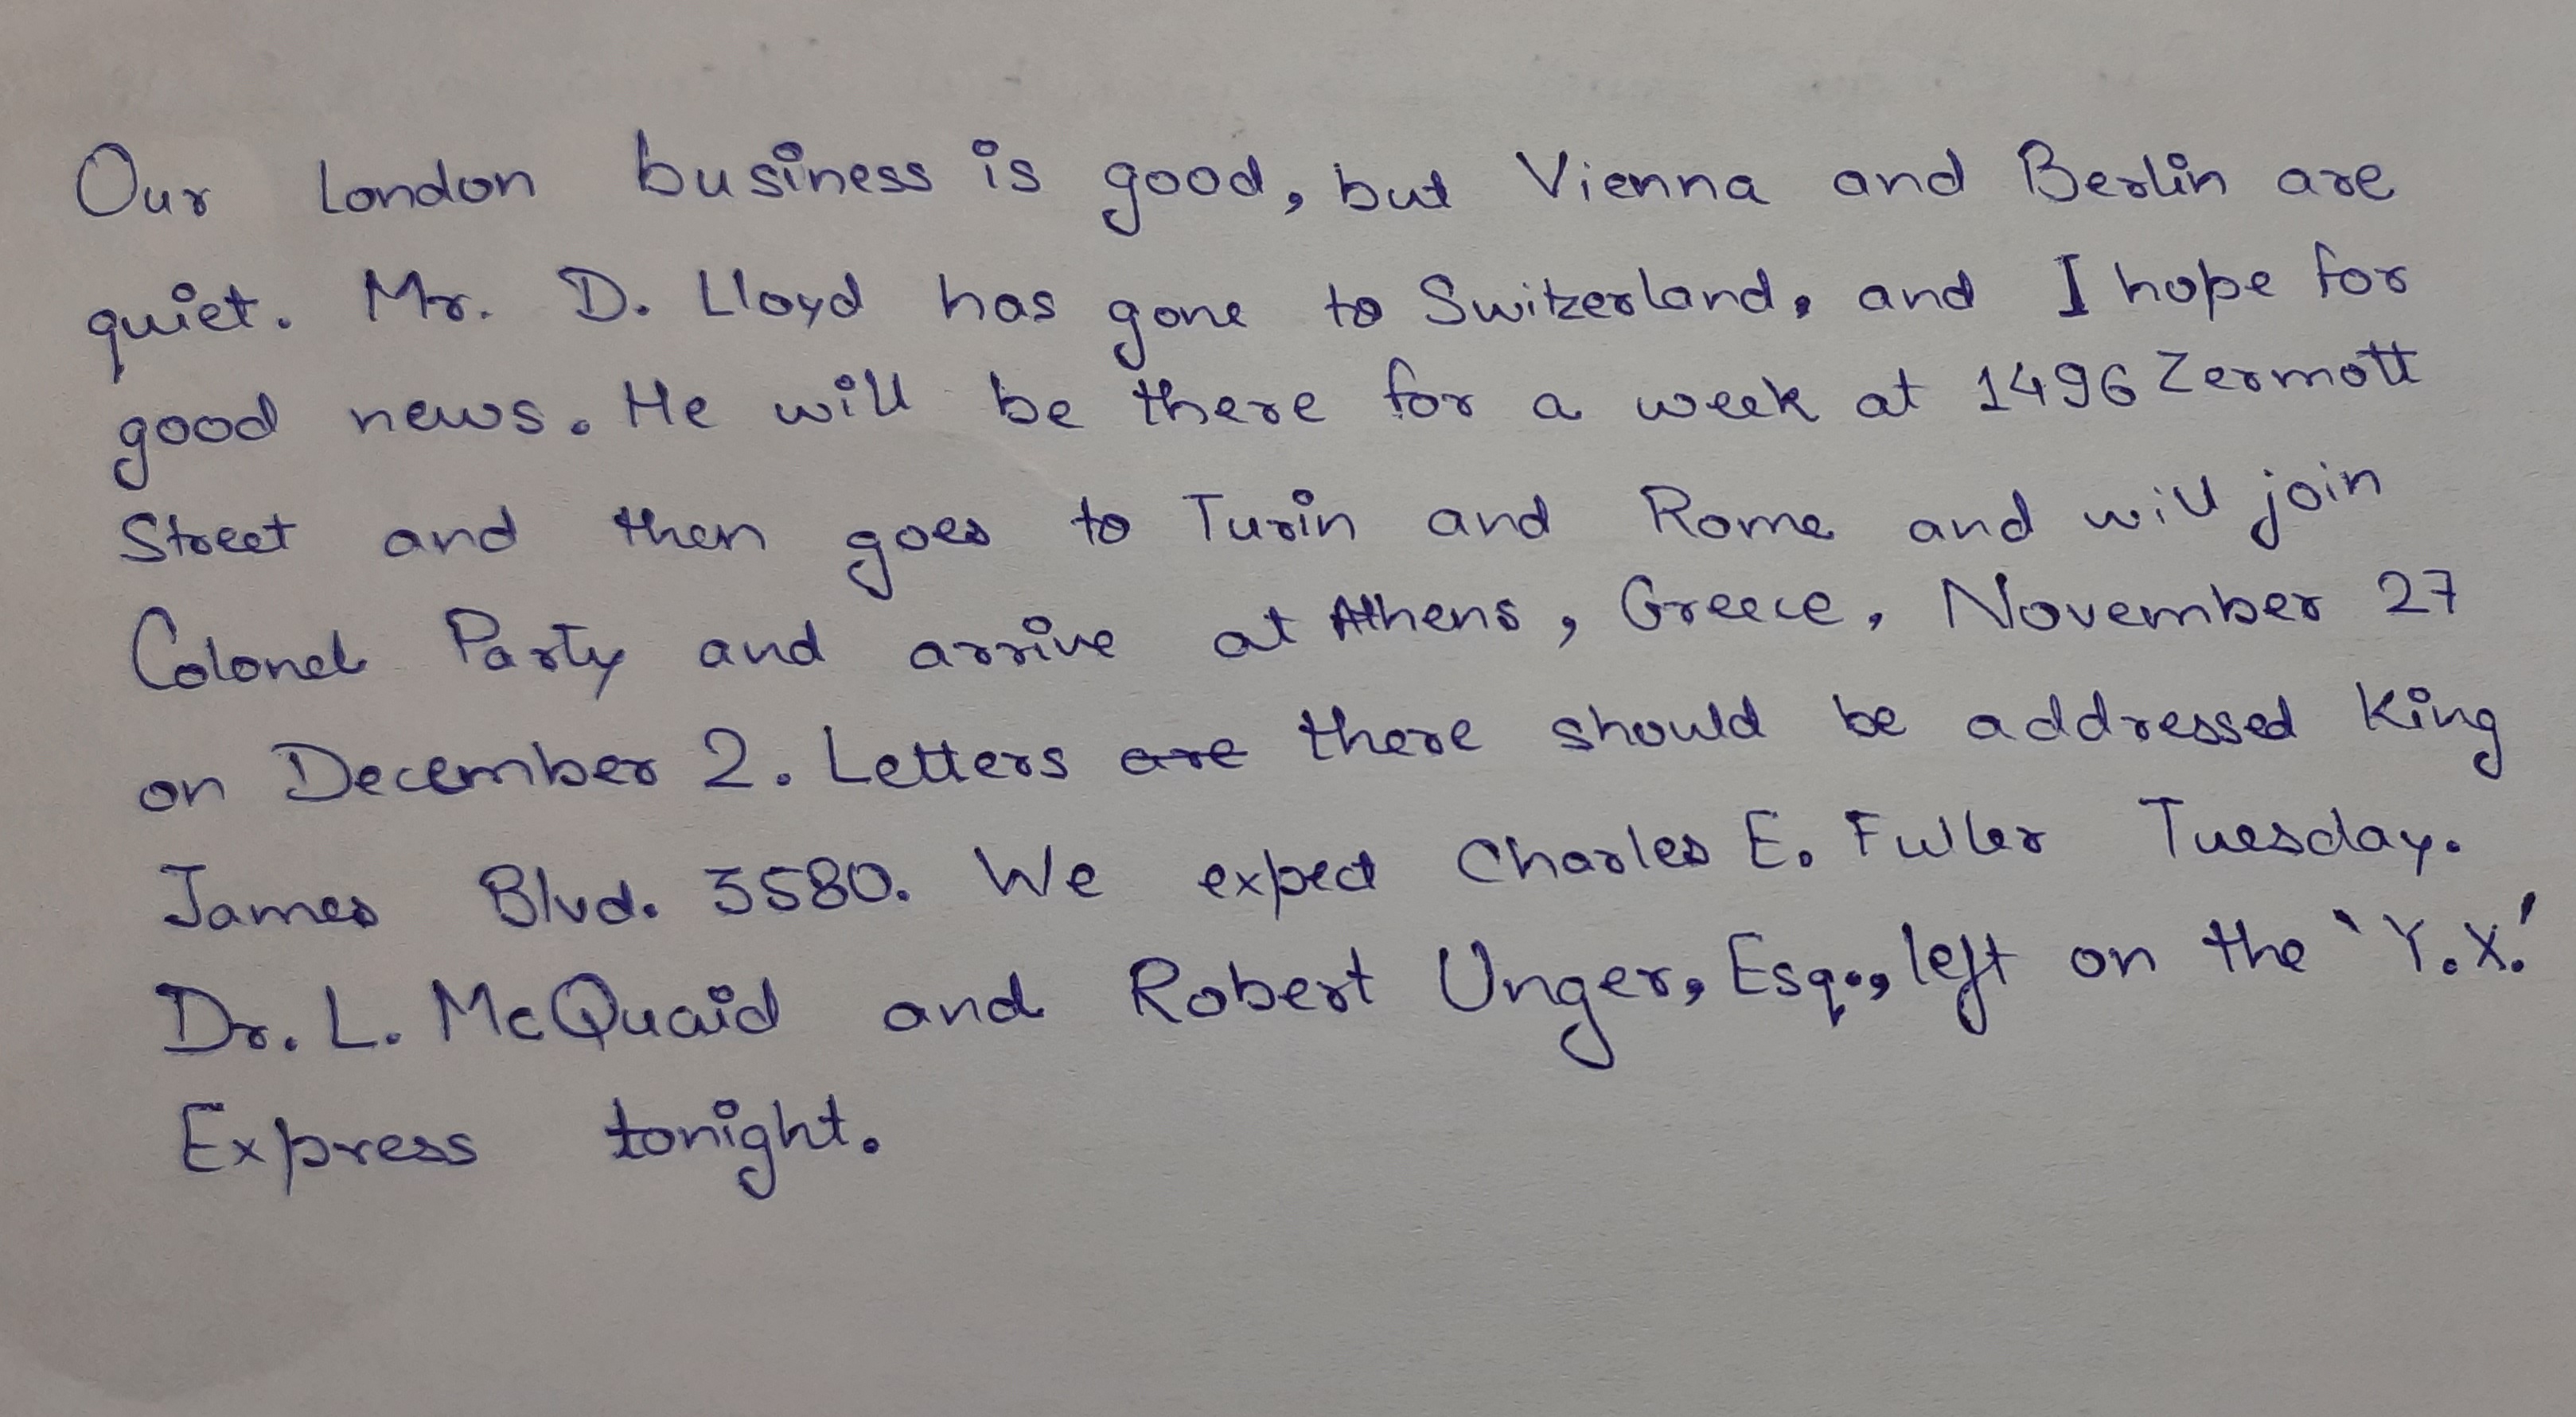 Our London business is good, but Vienna and Berlin are
quiet. Mr. D. Lloyd has gone to Switzerland, and I hope for
good news. He will be there for a week at 1496 Zermott
Street and then goes to Turin and Rome and will join
Colonel Party and arrive at Athens, Greece, November 27
on December 2. Letters are there should be addressed King
James Blvd. 3580. We expect Charles E. Fuller Tuesday.
Dr. L. McQuaid and Robert Unger, Esq., left on the 'Y.X.'
Express tonight.